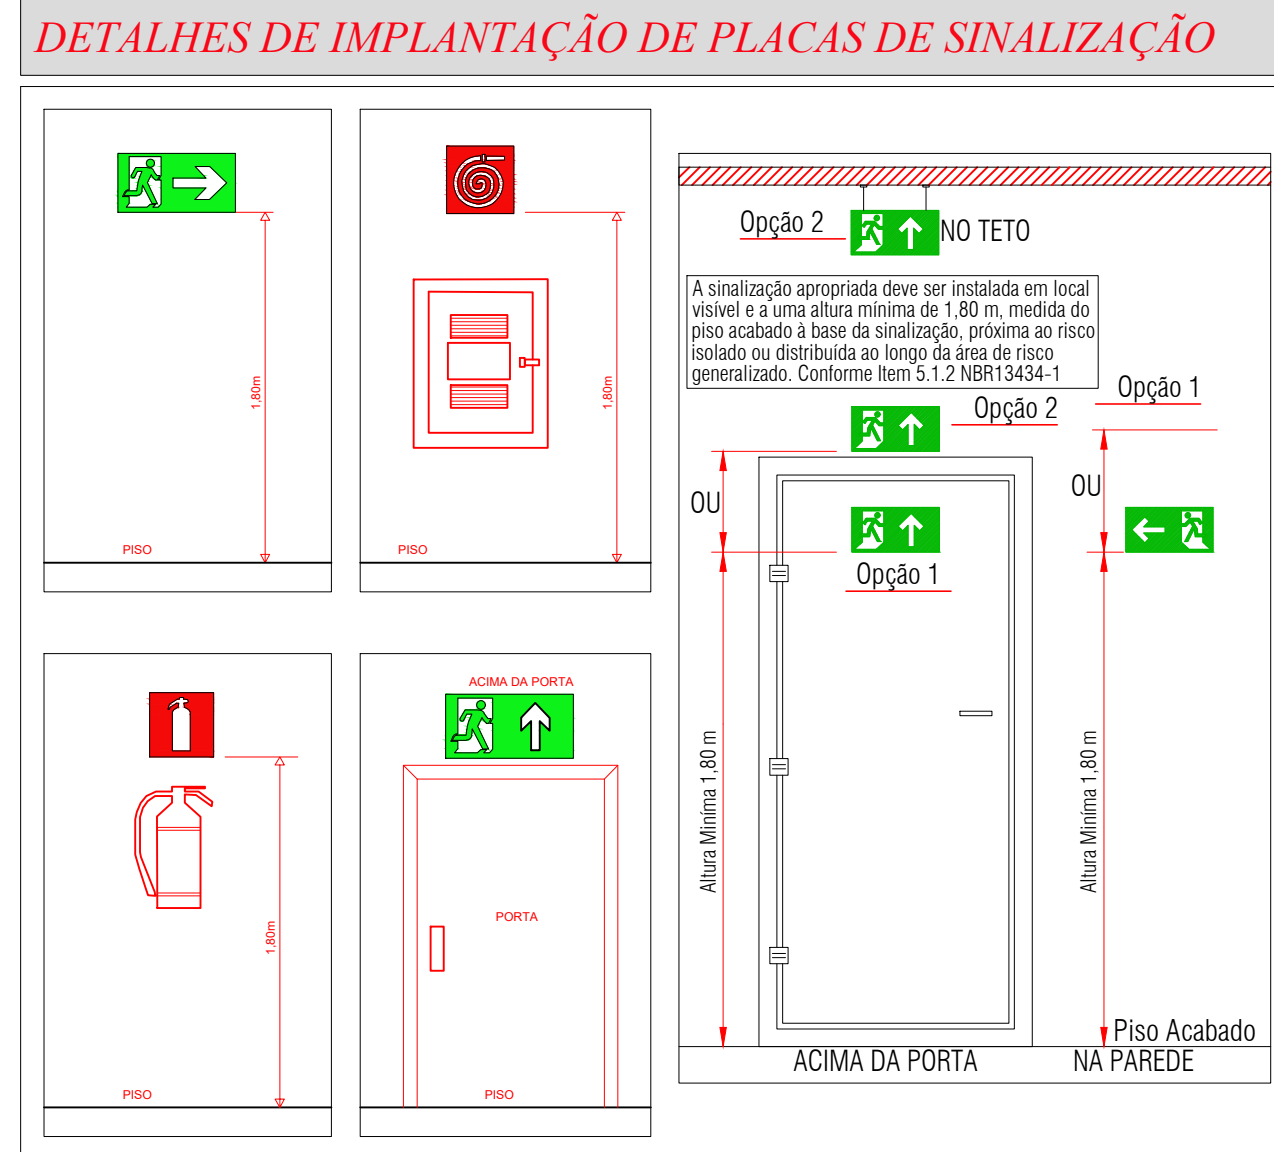 DETALHES DE IMPLANTAÇÃO DE PLACAS DE SINALIZAÇÃO
1,80m
PISO
1,80m
PISO
1,80m
PISO
ACIMA DA PORTA
PORTA
PISO
Opção 2
NO TETO
A sinalização apropriada deve ser instalada em local
visível e a uma altura mínima de 1,80 m, medida do
piso acabado à base da sinalização, próxima ao risco
isolado ou distribuída ao longo da área de risco
generalizado. Conforme Item 5.1.2 NBR13434-1
Opção 1
Opção 2
OU
OU
Opção 1
Altura Miníma 1,80 m
Altura Miníma 1,80 m
Piso Acabado
ACIMA DA PORTA
NA PAREDE